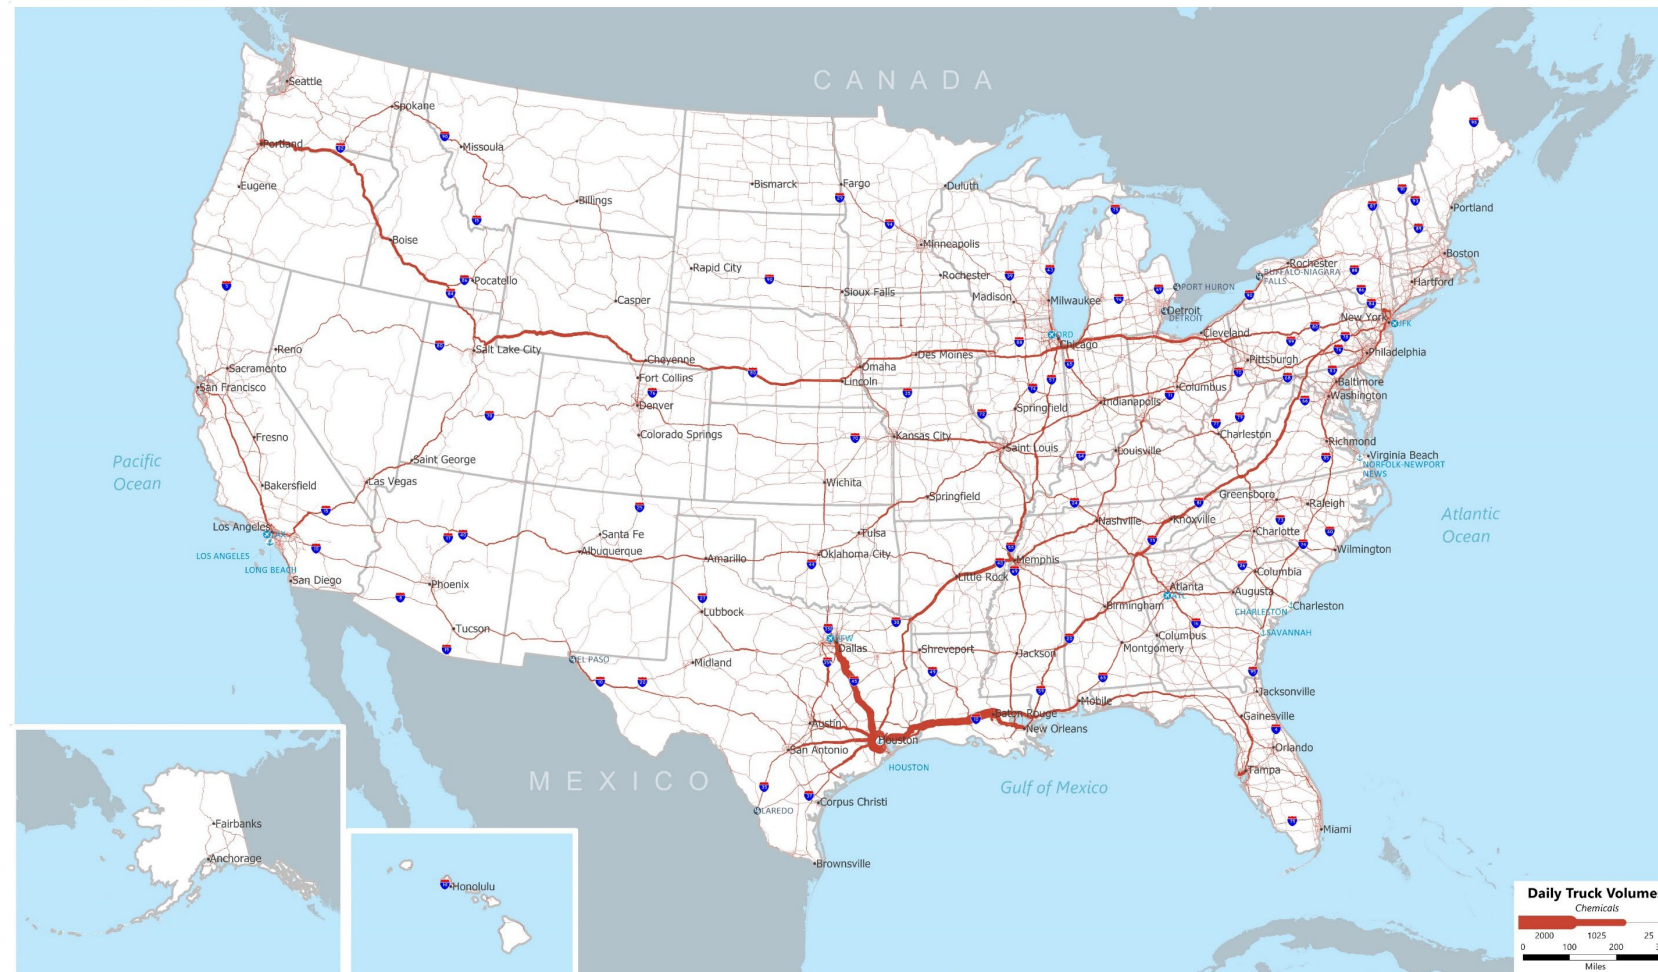 CANADA
Seattle
Spokane
Portland
Missoula
Eugene
Billings
Bismarck
Fargo
Duluth
Boise
Minneapolis
Portland
Boston
Hartford
Rochester
BUFFALO-NIAGARA
FALLS
PORT HURON
Detroit
DETROIT
Pocatello
Rapid City
Rochester
Casper
Sioux Falls
Madison
Milwaukee
ORD
Chicago
Cleveland
New York
JFK
Reno
Salt Lake City
Cheyenne
Des Moines
Omaha
Lincoln
Pittsburgh
Philadelphia
Sacramento
San Francisco
Fort Collins
Denver
Columbus
Baltimore
Washington
Springfield
Indianapolis
Fresno
Colorado Springs
Kansas City
Saint Louis
Louisville
Charleston
Richmond
Virginia Beach
NORFOLK-NEWPORT
NEWS
Pacific
Ocean
Saint George
Bakersfield
Las Vegas
Wichita
Springfield
Greensboro
Raleigh
Atlantic
Ocean
Los Angeles
LOS ANGELES
LONG BEACH
Santa Fe
Albuquerque
Amarillo
Tulsa
Oklahoma City
Nashville
Knoxville
Charlotte
Wilmington
San Diego
Phoenix
Little Rock
Memphis
Columbia
Atlanta
ATL
Augusta
Birmingham
CHARLESTON
Charleston
Tucson
Lubbock
DFW
Dallas
SAVANNAH
Columbus
Montgomery
EL PASO
Midland
Shreveport
Jackson
Jacksonville
Mobile
Baton Rouge
New Orleans
Gainesville
Austin
Houston
HOUSTON
San Antonio
Orlando
Tampa
MEXICO
Gulf of Mexico
LAREDO
Corpus Christi
Miami
Brownsville
Fairbanks
Anchorage
Honolulu
Daily Truck Volume
Chemicals
2000 1025 25
0 100 200
Miles